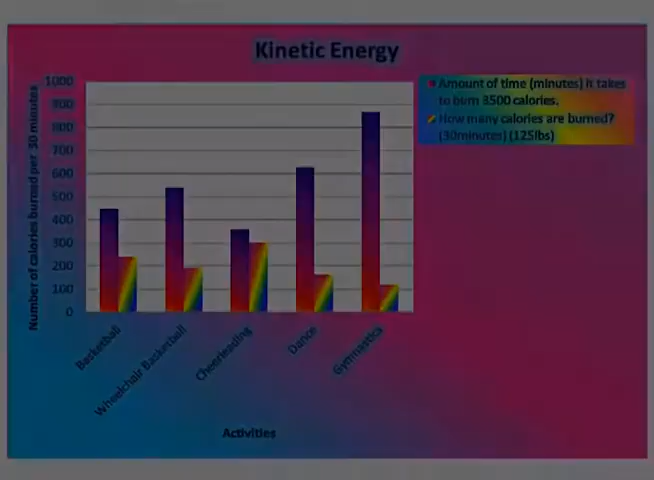 Kinetic Energy
Number of calories burned per 30 minutes
1000
900
800
700
600
500
400
300
200
100
0
Basketball
Wheelchair Basketball
Cheerleading
Dance
Gymnastics
Activities
Amount of time (minutes) it takes
to burn 3500 calories.
How many calories are burned?
(30minutes) (125lbs)